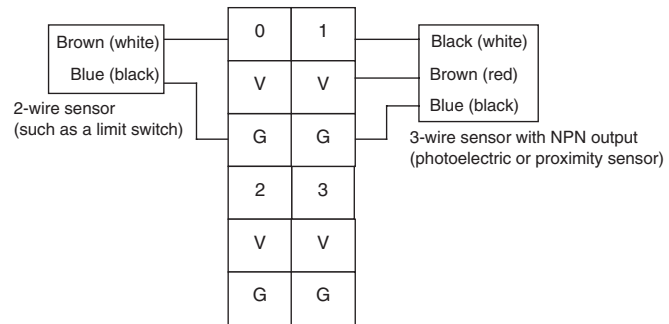 Brown (white)
Blue (black)
2-wire sensor
(such as a limit switch)
0 1
V V
G G
2 3
V V
G G
Black (white)
Brown (red)
Blue (black)
3-wire sensor with NPN output
(photoelectric or proximity sensor)